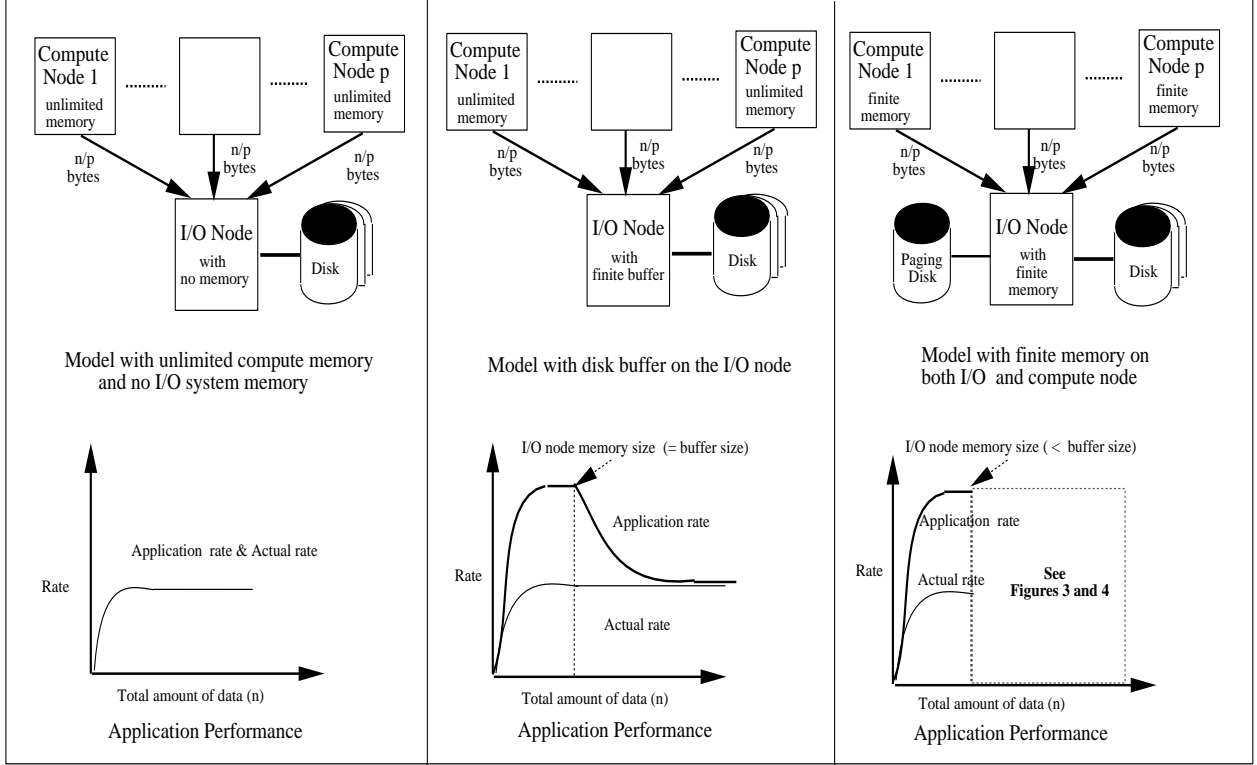 Compute
Node 1
unlimited
memory
Compute
Node p
unlimited
memory
n/p
bytes
n/p
bytes
n/p
bytes
I/O Node
with
no memory
Disk
Model with unlimited compute memory
and no I/O system memory
Application rate & Actual rate
Rate
Total amount of data (n)
Application Performance
Compute
Node 1
unlimited
memory
Compute
Node p
unlimited
memory
n/p
bytes
n/p
bytes
n/p
bytes
I/O Node
with
finite buffer
Disk
Model with disk buffer on the I/O node
I/O node memory size (= buffer size)
Application rate
Rate
Actual rate
Total amount of data (n)
Application Performance
Compute
Node 1
finite
memory
Compute
Node p
finite
memory
n/p
bytes
n/p
bytes
n/p
bytes
Paging
Disk
I/O Node
with
finite
memory
Disk
Model with finite memory on
both I/O and compute node
I/O node memory size ( < buffer size)
Application rate
Rate
Actual rate
See
Figures 3 and 4
Total amount of data (n)
Application Performance